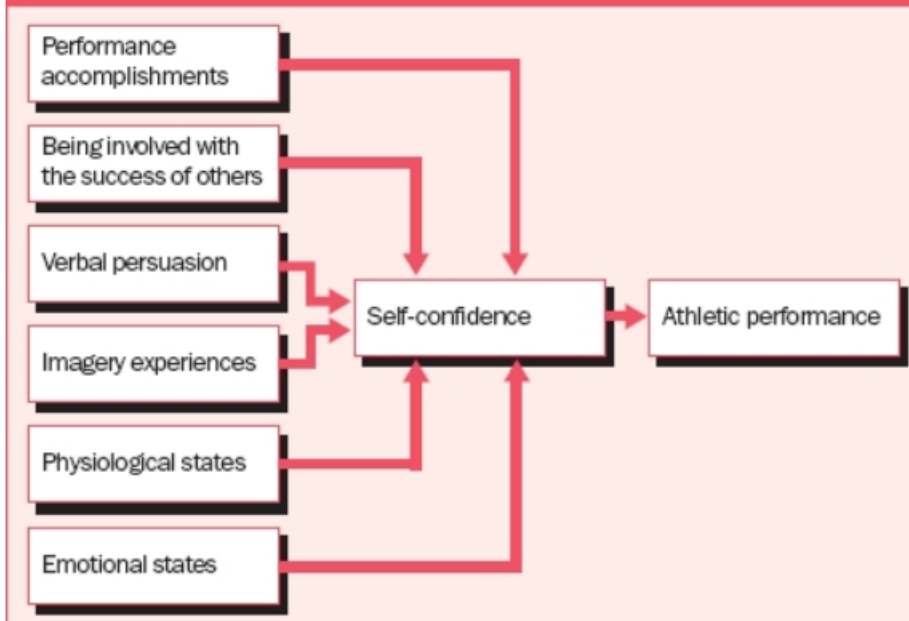 Performance
accomplishments
Being involved with
the success of others
Verbal persuasion
Imagery experiences
Physiological states
Emotional states
Self-confidence
Athletic performance